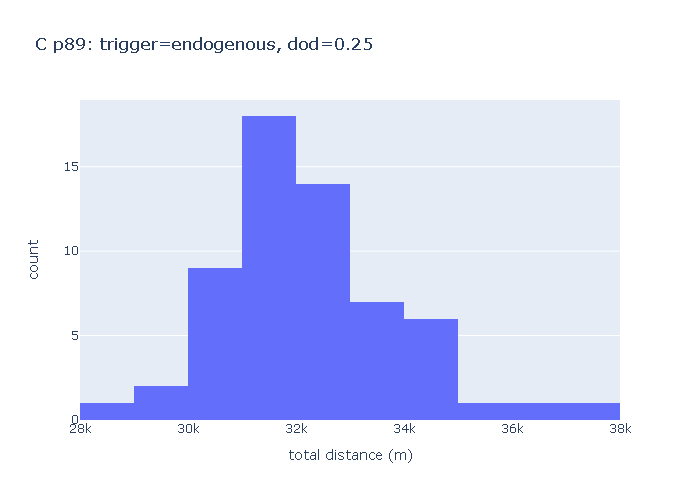 C p89: trigger=endogenous, dod=0.25
count
15
10
5
0
28k
30k
32k
34k
36k
38k
total distance (m)